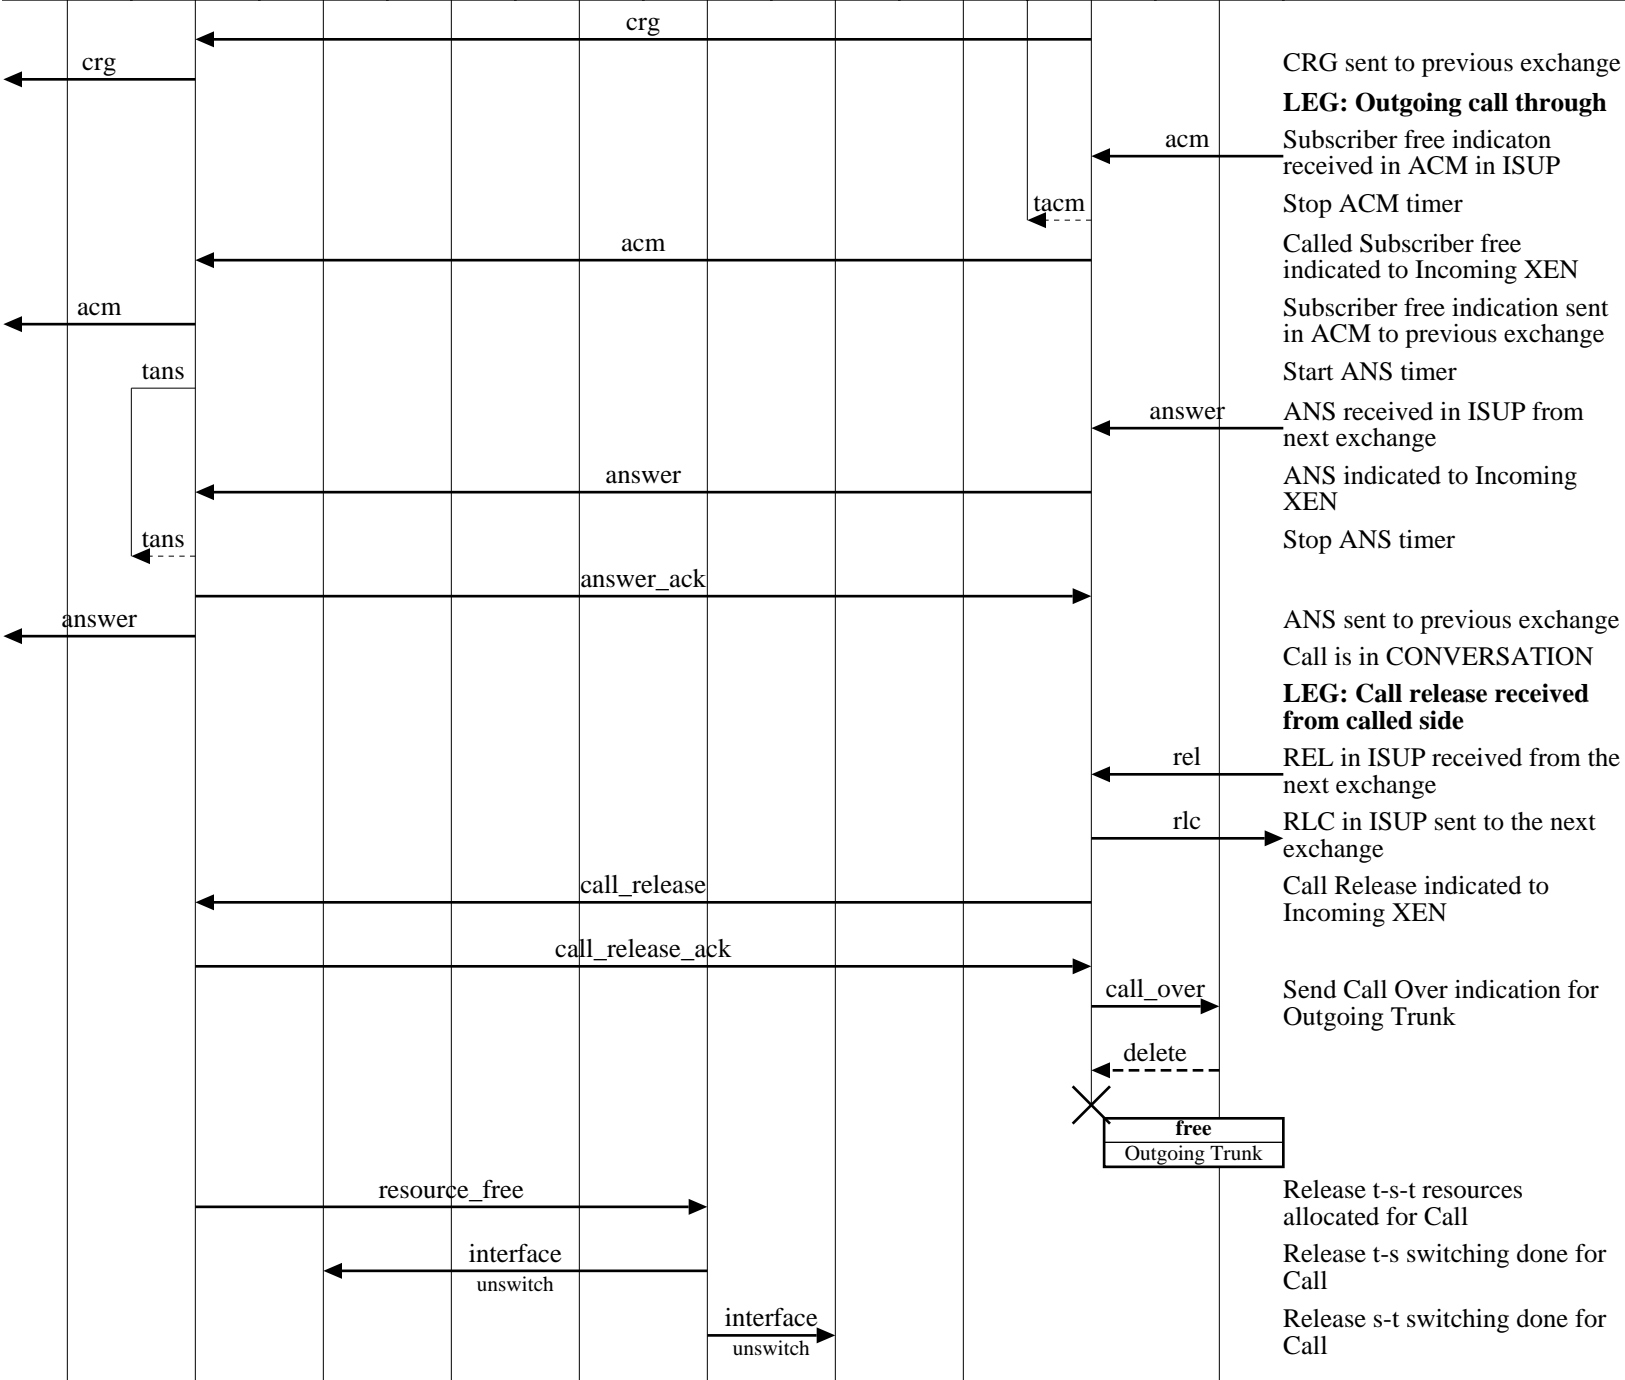 crg
crg
CRG sent to previous exchange
LEG: Outgoing call through
acm
Subscriber free indicaton
received in ACM in ISUP
tacm
Stop ACM timer
acm
Called Subscriber free
indicated to Incoming XEN
acm
Subscriber free indication sent
in ACM to previous exchange
tans
Start ANS timer
answer
ANS received in ISUP from
next exchange
answer
ANS indicated to Incoming
XEN
tans
Stop ANS timer
answer_ack
answer
ANS sent to previous exchange
Call is in CONVERSATION
LEG: Call release received
from called side
rel
REL in ISUP received from the
next exchange
rlc
RLC in ISUP sent to the next
exchange
call_release
Call Release indicated to
Incoming XEN
call_release_ack
call_over
Send Call Over indication for
Outgoing Trunk
delete
free
Outgoing Trunk
resource_free
Release t-s-t resources
allocated for Call
interface
unswitch
Release t-s switching done for
Call
interface
unswitch
Release s-t switching done for
Call